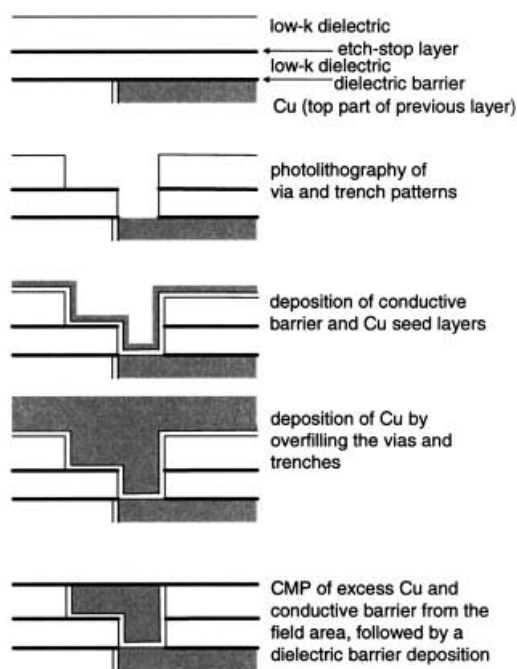 low-k dielectric
etch-stop layer
low-k dielectric
dielectric barrier
Cu (top part of previous layer)
photolithography of
via and trench patterns
deposition of conductive
barrier and Cu seed layers
deposition of Cu by
overfilling the vias and
trenches
CMP of excess Cu and
conductive barrier from the
field area, followed by a
dielectric barrier deposition